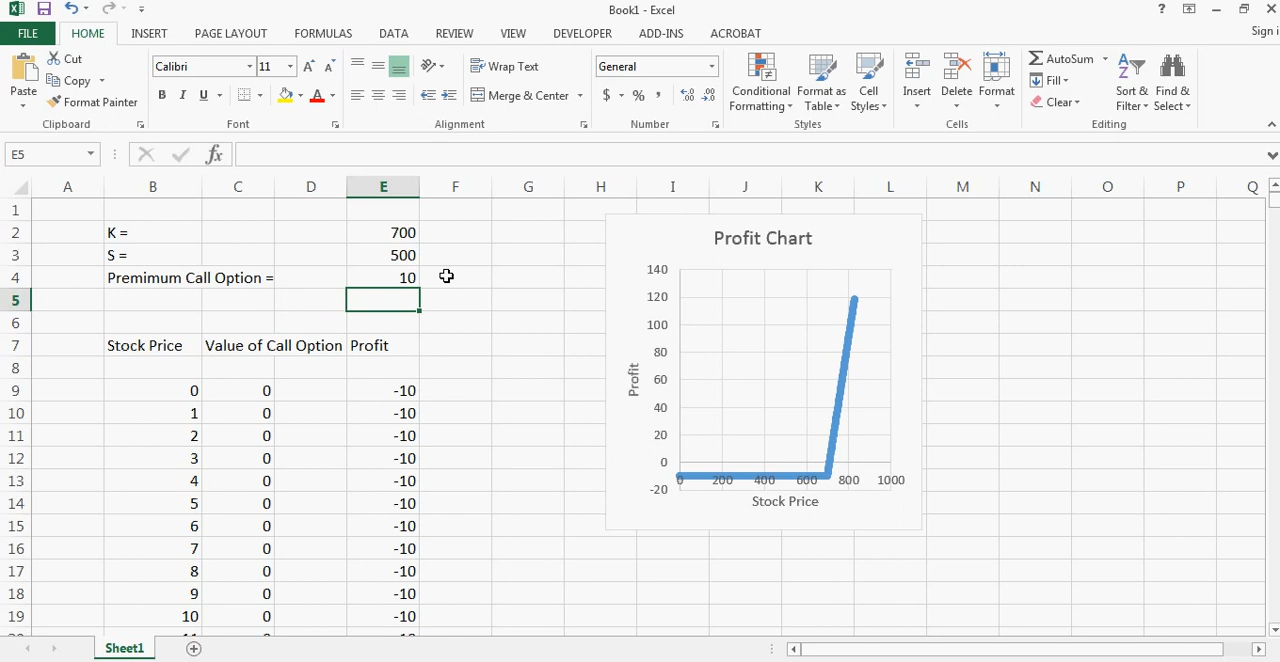 Book1 - Excel
?
FILE HOME INSERT PAGE LAYOUT FORMULAS DATA REVIEW VIEW DEVELOPER ADD-INS ACROBAT Sign i
Paste
Cut
Copy
Format Painter
Clipboard
Calibri 11
B I U
Font
Wrap Text
Merge & Center
Alignment
General
$ % ,
Number
Conditional Formatting
Format as Table
Cell Styles
Styles
Insert
Delete
Format
Cells
AutoSum
Fill
Clear
Sort & Filter
Find & Select
Editing
E5 fx
A B C D E F G H I J K L M N O P Q
1
2 K = 700
3 S = 500
4 Premimum Call Option = 10
5
6
7 Stock Price Value of Call Option Profit
8
9 0 0 -10
10 1 0 -10
11 2 0 -10
12 3 0 -10
13 4 0 -10
14 5 0 -10
15 6 0 -10
16 7 0 -10
17 8 0 -10
18 9 0 -10
19 10 0 -10
Profit Chart
140
120
100
80
60
40
20
0
-20
Profit
0 200 400 600 800 1000
Stock Price
Sheet1